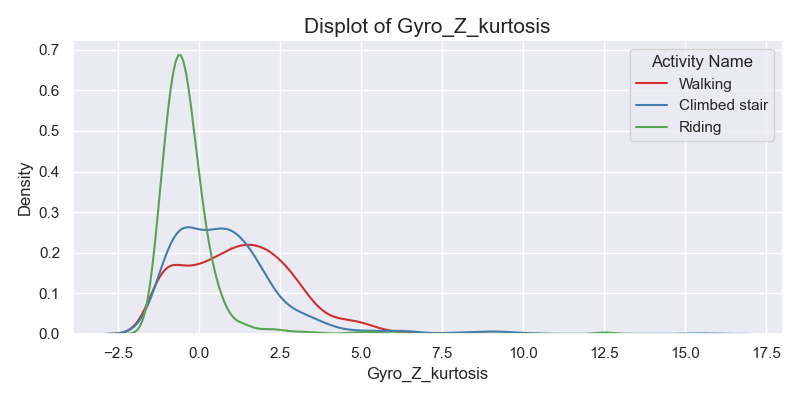 Displot of Gyro_Z_kurtosis
0.7
0.6
0.5
0.4
0.3
0.2
0.1
0.0
Density
Activity Name
Walking
Climbed stair
Riding
−2.5 0.0 2.5 5.0 7.5 10.0 12.5 15.0 17.5
Gyro_Z_kurtosis